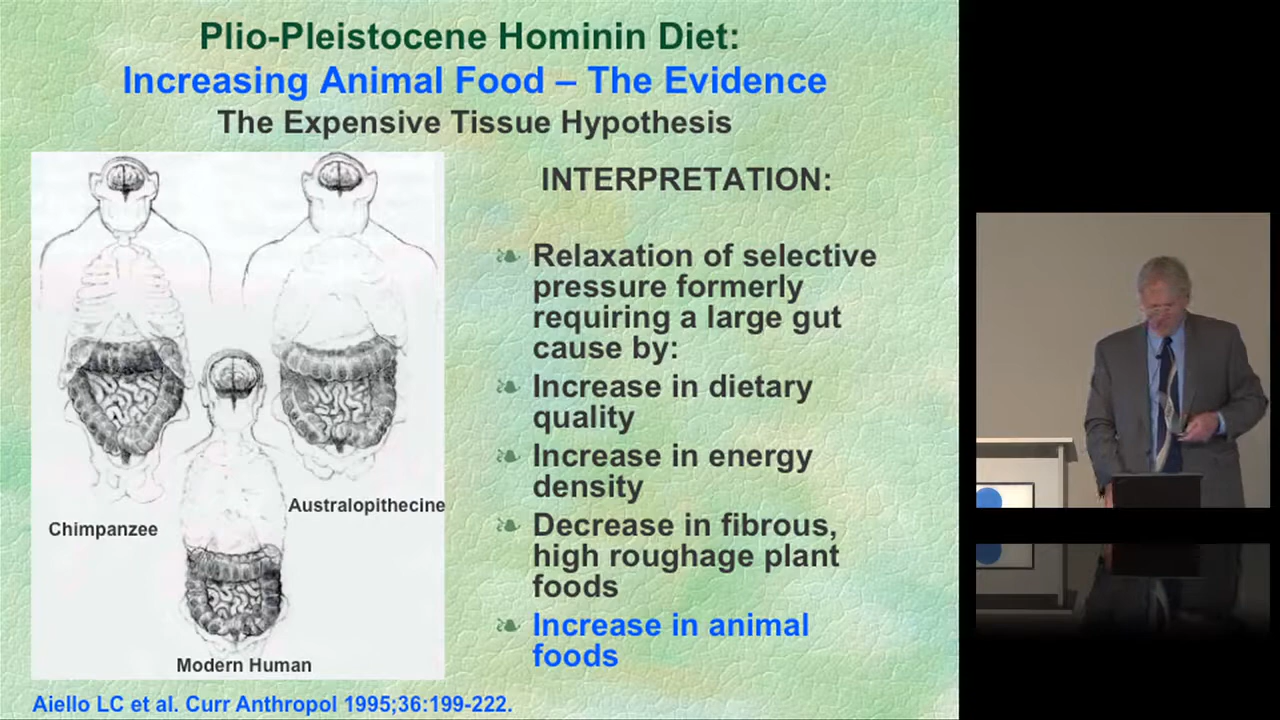 Plio-Pleistocene Hominin Diet:
Increasing Animal Food – The Evidence
The Expensive Tissue Hypothesis
INTERPRETATION:
Relaxation of selective
pressure formerly
requiring a large gut
cause by:
Increase in dietary
quality
Increase in energy
density
Decrease in fibrous,
high roughage plant
foods
Increase in animal
foods
Chimpanzee
Australopithecine
Modern Human
Aiello LC et al. Curr Anthropol 1995;36:199-222.